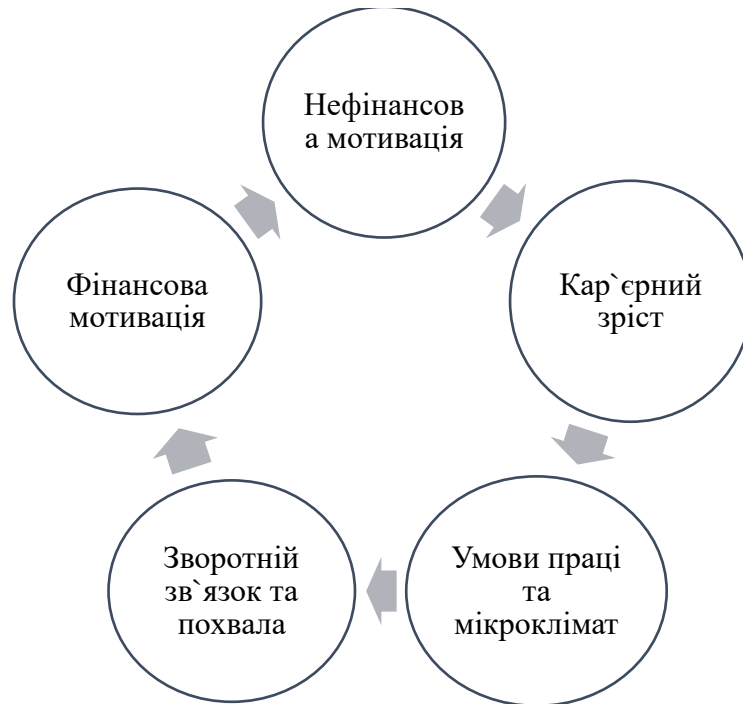 Нефінансов
а мотивація
Кар`єрний
зріст
Умови праці
та
мікроклімат
Зворотній
зв`язок та
похвала
Фінансова
мотивація